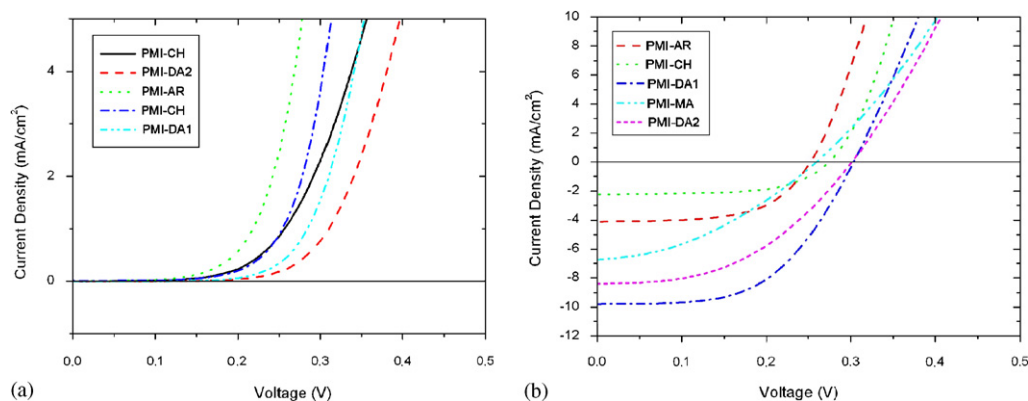 PMI-CH
PMI-DA2
PMI-AR
PMI-CH
PMI-DA1
4
2
0
0.0 0.1 0.2 0.3 0.4 0.5
Current Density (mA/cm²)
Voltage (V)
(a)
PMI-AR
PMI-CH
PMI-DA1
PMI-MA
PMI-DA2
10
8
6
4
2
0
-2
-4
-6
-8
-10
-12
0.0 0.1 0.2 0.3 0.4 0.5
Current Density (mA/cm²)
Voltage (V)
(b)